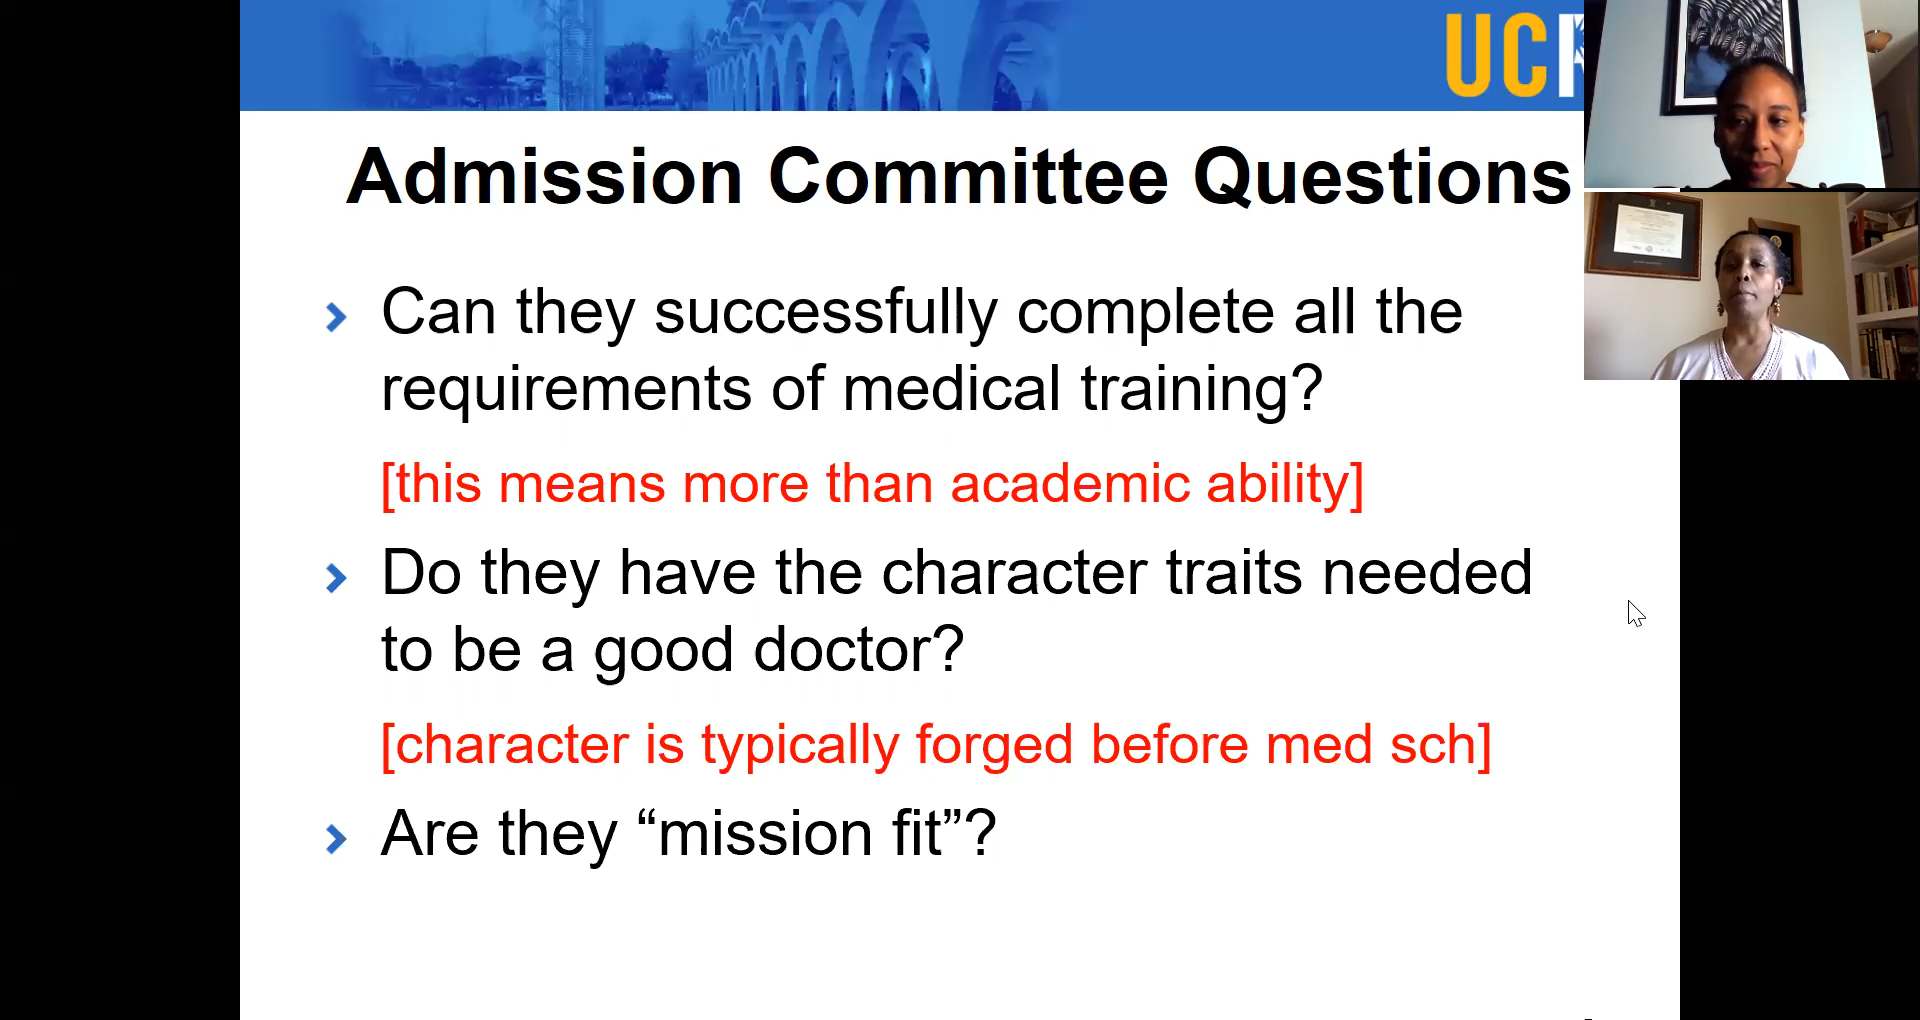 UCR
Admission Committee Questions
Can they successfully complete all the
requirements of medical training?
[this means more than academic ability]
Do they have the character traits needed
to be a good doctor?
[character is typically forged before med sch]
Are they “mission fit”?